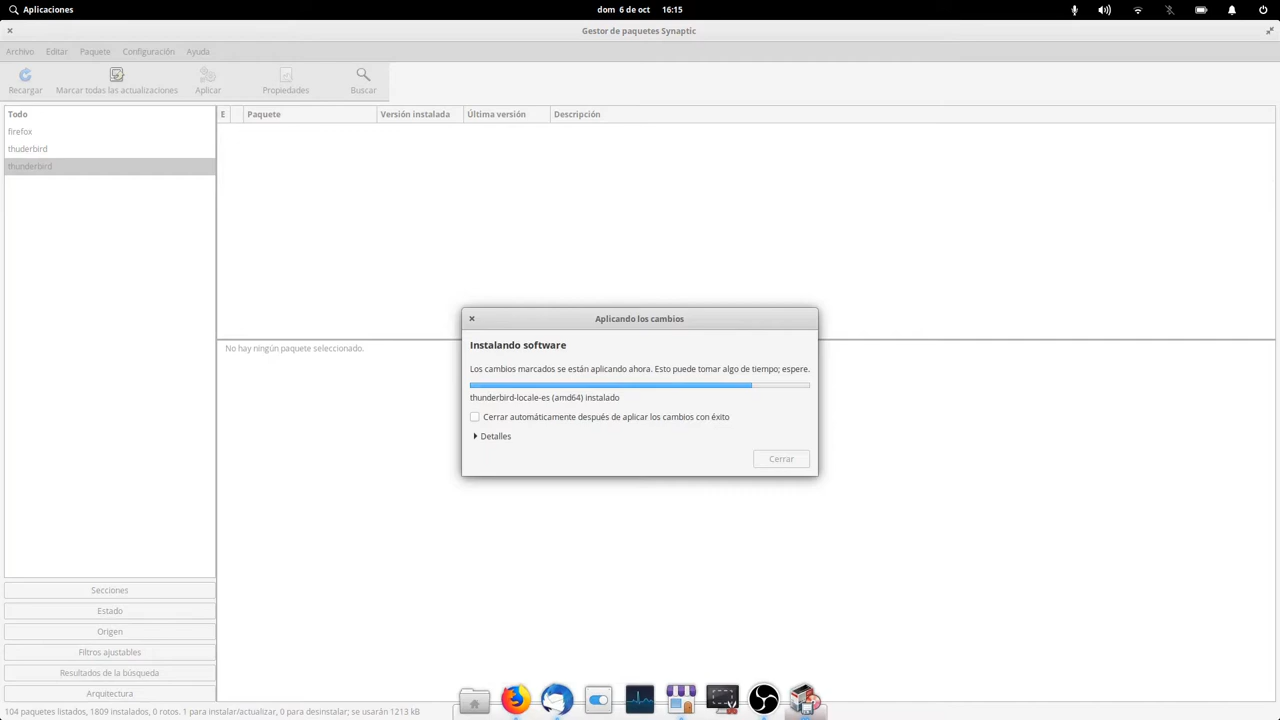 Aplicaciones
dom  6 de oct    16:15
Gestor de paquetes Synaptic
Archivo  Editar  Paquete  Configuración  Ayuda
Recargar  Marcar todas las actualizaciones  Aplicar  Propiedades  Buscar
Todo
firefox
thuderbird
thunderbird
E  Paquete  Versión instalada  Última versión  Descripción
No hay ningún paquete seleccionado.
Aplicando los cambios
Instalando software
Los cambios marcados se están aplicando ahora. Esto puede tomar algo de tiempo; espere.
thunderbird-locale-es (amd64) instalado
Cerrar automáticamente después de aplicar los cambios con éxito
Detalles
Cerrar
Secciones
Estado
Origen
Filtros ajustables
Resultados de la búsqueda
Arquitectura
104 paquetes listados, 1809 instalados, 0 rotos. 1 para instalar/actualizar, 0 para desinstalar; se usarán 1213 kB